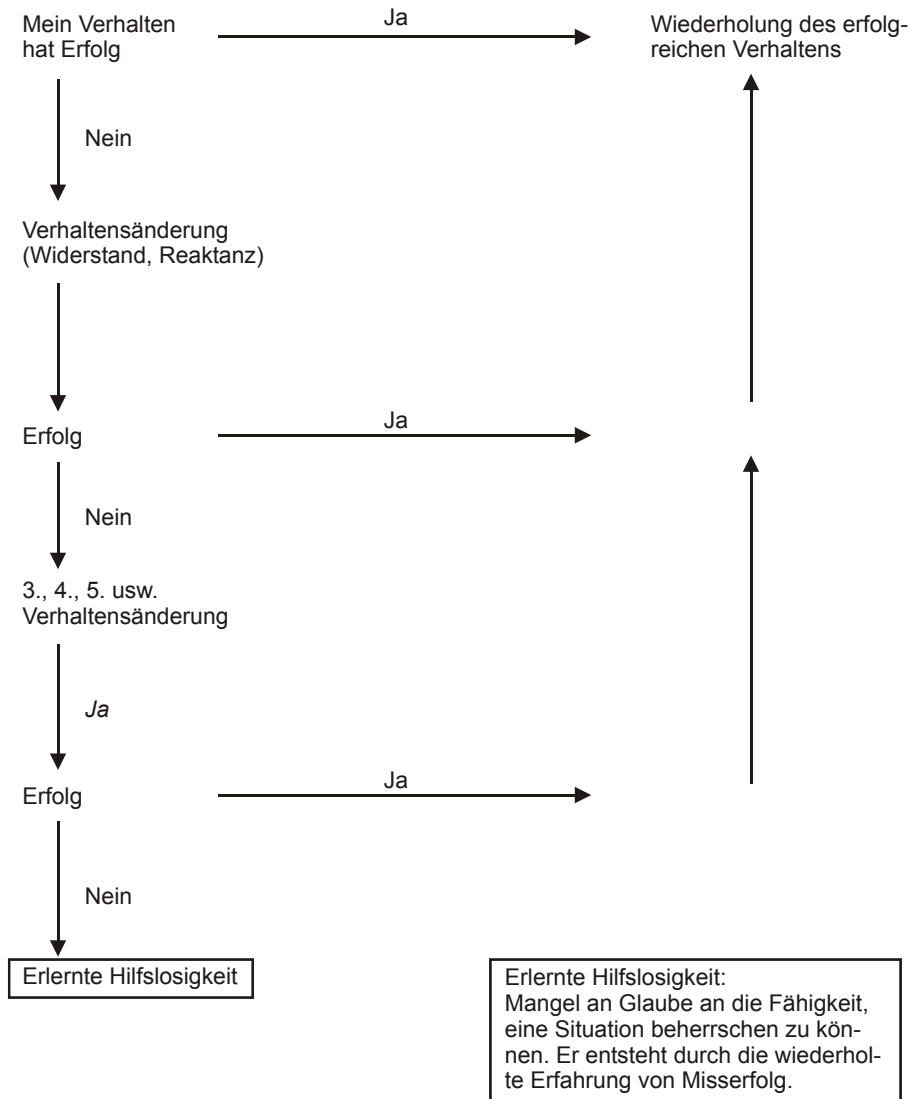 Mein Verhalten
hat Erfolg
Ja
Wiederholung des erfolg-
reichen Verhaltens
Nein
Verhaltensänderung
(Widerstand, Reaktanz)
Erfolg
Ja
Nein
3., 4., 5. usw.
Verhaltensänderung
Ja
Erfolg
Ja
Nein
Erlernte Hilfslosigkeit
Erlernte Hilfslosigkeit:
Mangel an Glaube an die Fähigkeit,
eine Situation beherrschen zu kön-
nen. Er entsteht durch die wiederhol-
te Erfahrung von Misserfolg.